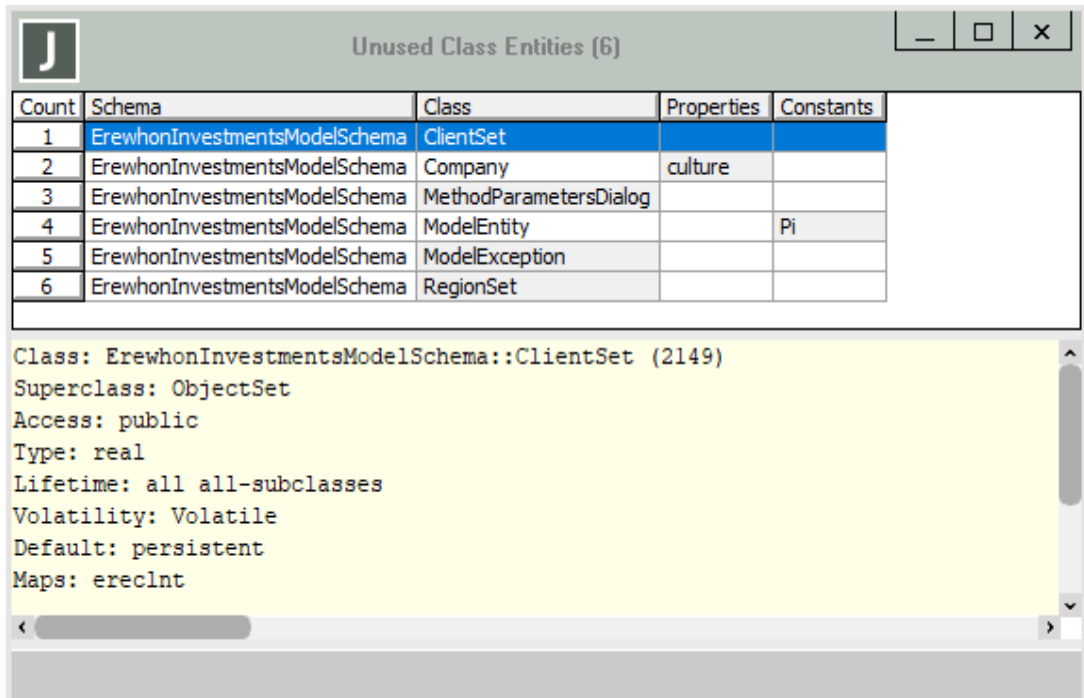 J
Unused Class Entities (6)
Count Schema Class Properties Constants
1 ErewhonInvestmentsModelSchema ClientSet
2 ErewhonInvestmentsModelSchema Company culture
3 ErewhonInvestmentsModelSchema MethodParametersDialog
4 ErewhonInvestmentsModelSchema ModelEntity Pi
5 ErewhonInvestmentsModelSchema ModelException
6 ErewhonInvestmentsModelSchema RegionSet
Class: ErewhonInvestmentsModelSchema::ClientSet (2149)
Superclass: ObjectSet
Access: public
Type: real
Lifetime: all all-subclasses
Volatility: Volatile
Default: persistent
Maps: ereclnt